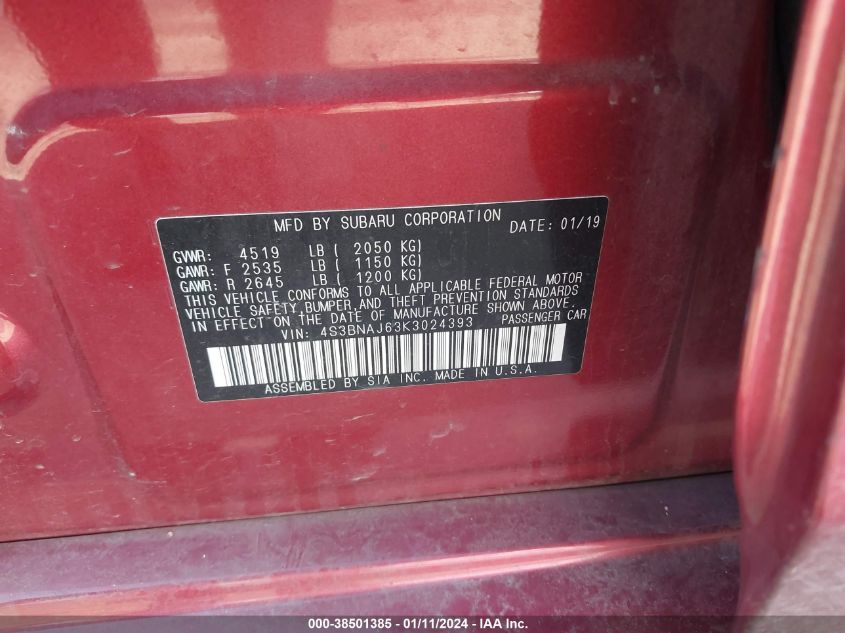 MFD BY SUBARU CORPORATION DATE: 01/19
GVWR: 4519 LB ( 2050 KG)
GAWR: F 2535 LB ( 1150 KG)
GAWR: R 2645 LB ( 1200 KG)
THIS VEHICLE CONFORMS TO ALL APPLICABLE FEDERAL MOTOR
VEHICLE SAFETY, BUMPER, AND THEFT PREVENTION STANDARDS
IN EFFECT ON THE DATE OF MANUFACTURE SHOWN ABOVE.
VIN: 4S3BNAJ63K3024393 PASSENGER CAR
ASSEMBLED BY SIA INC. MADE IN U.S.A.
000-38501385 - 01/11/2024 - IAA Inc.